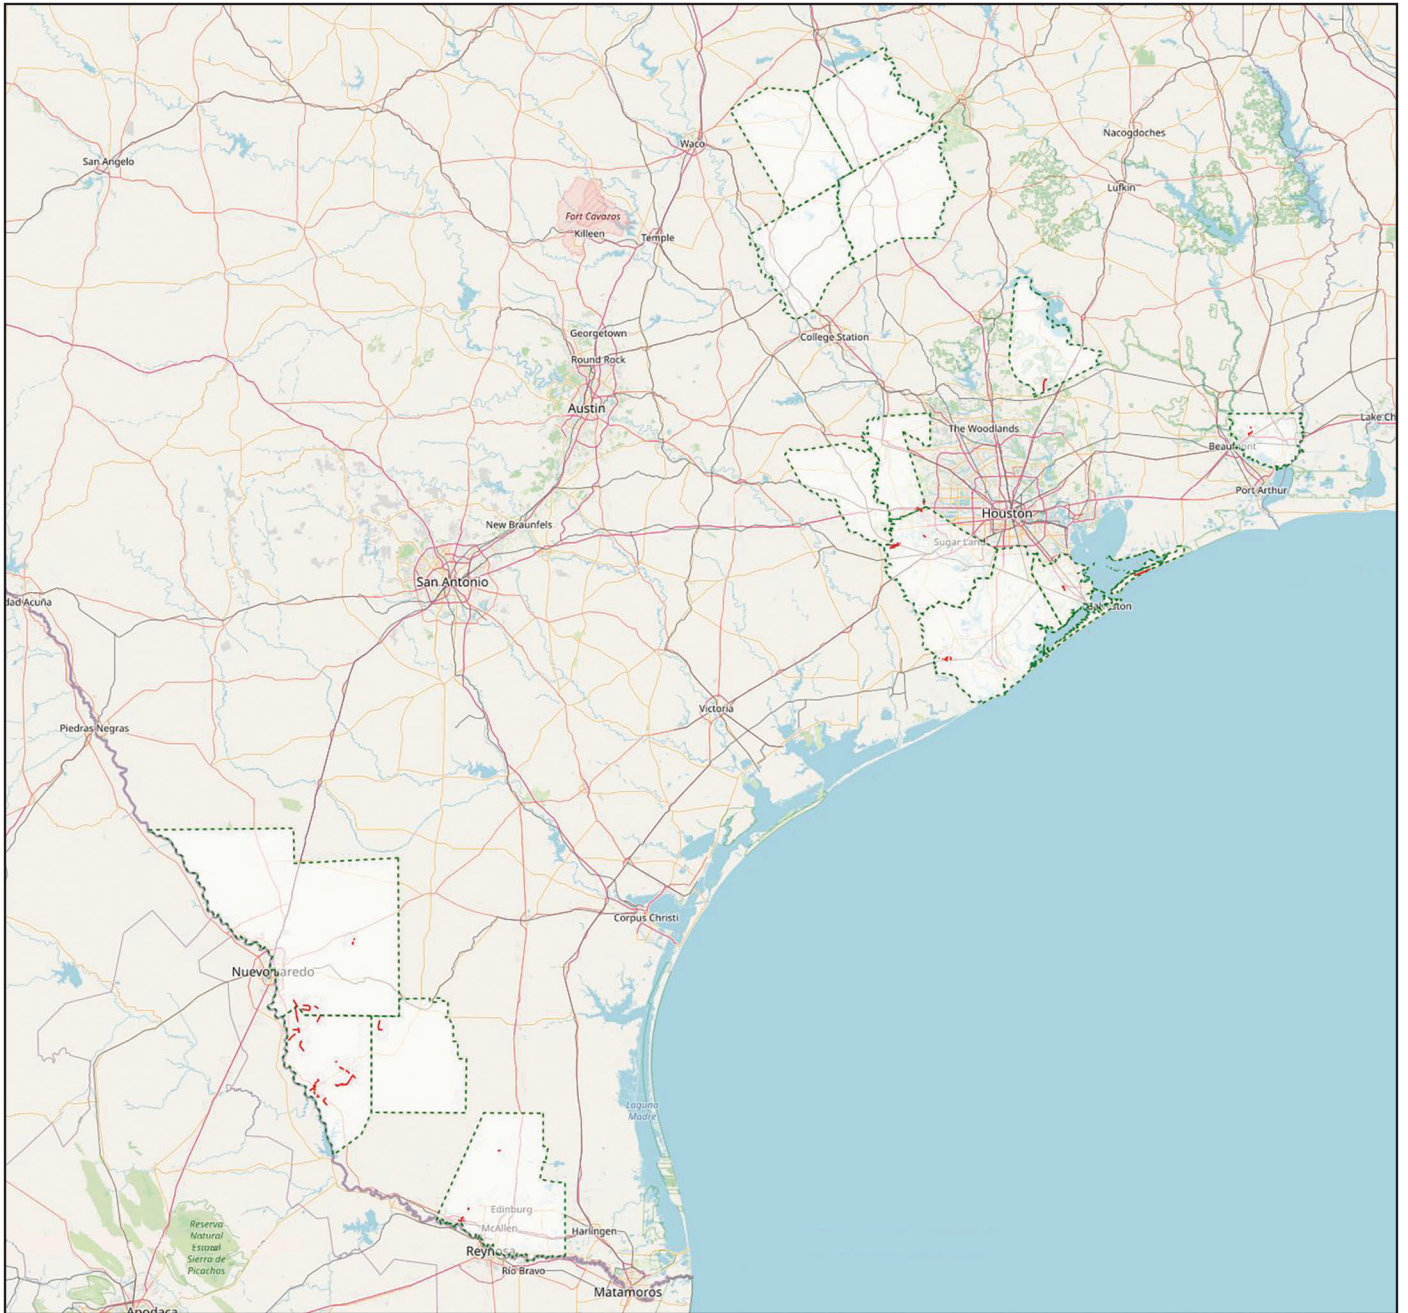 Nacogdoches
Waco
San Angelo
Lufkin
Fort Cavazos
Killeen
Temple
Georgetown
College Station
Round Rock
Austin
Lake Ch
The Woodlands
Beaumont
Port Arthur
Houston
New Braunfels
Sugar Land
San Antonio
dad Acuña
Galveston
Victoria
Piedras Negras
Corpus Christi
Nuevo Laredo
Laguna
Madre
Edinburg
Reserva
Natural
Estatal
Sierra de
Picachos
McAllen
Harlingen
Reynosa
Río Bravo
Matamoros
Apodaca